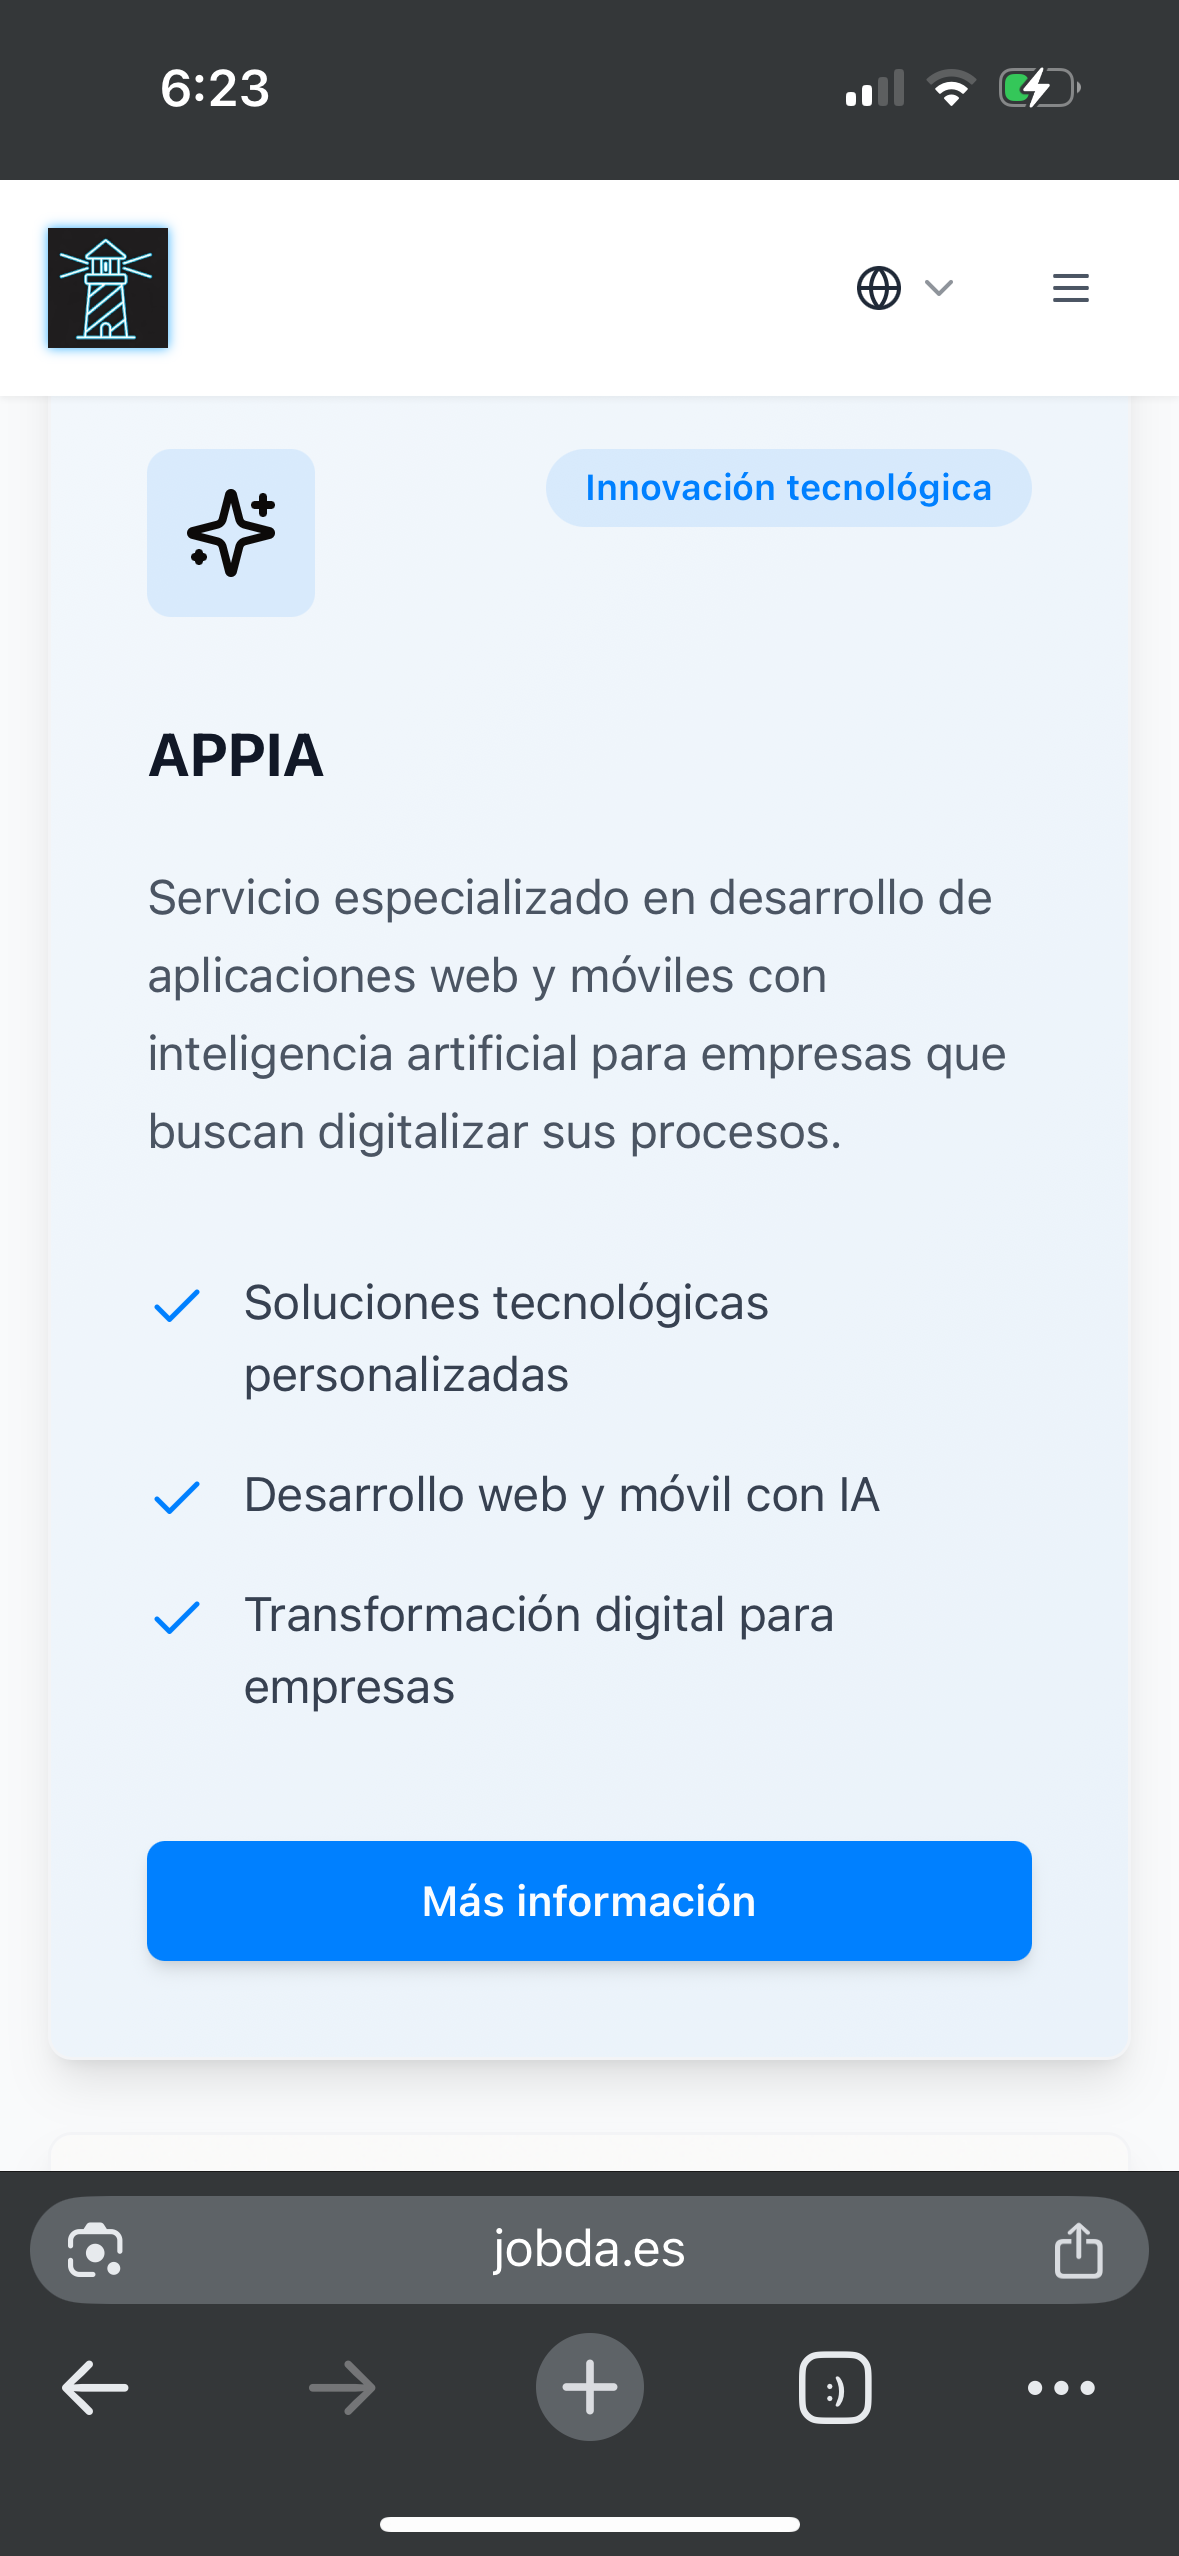 6:23
Innovación tecnológica
APPIA
Servicio especializado en desarrollo de
aplicaciones web y móviles con
inteligencia artificial para empresas que
buscan digitalizar sus procesos.
Soluciones tecnológicas
personalizadas
Desarrollo web y móvil con IA
Transformación digital para
empresas
Más información
jobda.es
:)